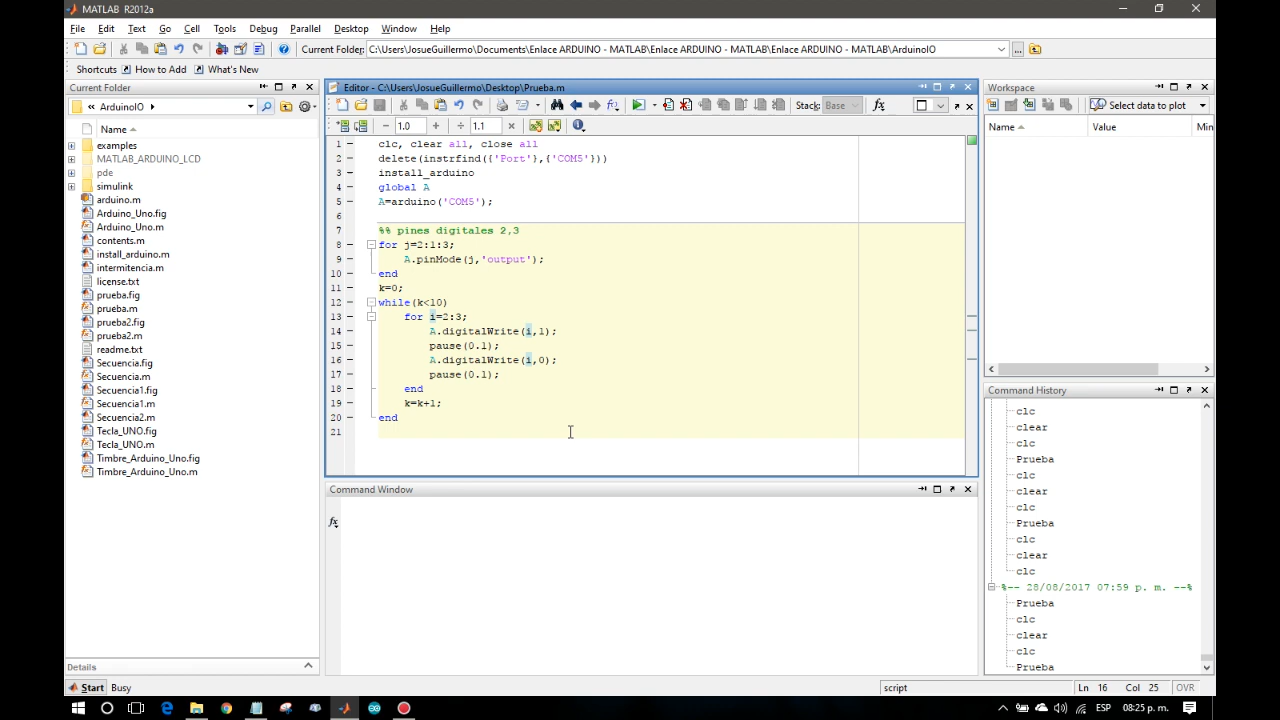 MATLAB R2012a
File Edit Text Go Cell Tools Debug Parallel Desktop Window Help
Current Folder: C:\Users\JosueGuillermo\Documents\Enlace ARDUINO - MATLAB\Enlace ARDUINO - MATLAB\Enlace ARDUINO - MATLAB\ArduinoIO
Shortcuts How to Add What's New
Current Folder
« ArduinoIO
Name
examples
MATLAB_ARDUINO_LCD
pde
simulink
arduino.m
Arduino_Uno.fig
Arduino_Uno.m
contents.m
install_arduino.m
intermitencia.m
license.txt
prueba.fig
prueba.m
prueba2.fig
prueba2.m
readme.txt
Secuencia.fig
Secuencia.m
Secuencia1.fig
Secuencia1.m
Secuencia2.m
Tecla_UNO.fig
Tecla_UNO.m
Timbre_Arduino_Uno.fig
Timbre_Arduino_Uno.m
Details
Editor - C:\Users\JosueGuillermo\Desktop\Prueba.m
Stack: Base fx
− 1.0 + ÷ 1.1 ×
1 clc, clear all, close all
2 delete(instrfind({'Port'},{'COM5'}))
3 install_arduino
4 global A
5 A=arduino('COM5');
6
7 %% pines digitales 2,3
8 for j=2:1:3;
9 A.pinMode(j,'output');
10 end
11 k=0;
12 while(k<10)
13 for i=2:3;
14 A.digitalWrite(i,1);
15 pause(0.1);
16 A.digitalWrite(i,0);
17 pause(0.1);
18 end
19 k=k+1;
20 end
21
Command Window
fx
Workspace
Select data to plot
Name Value Min
Command History
clc
clear
clc
Prueba
clc
clear
clc
Prueba
clc
clear
clc
%-- 28/08/2017 07:59 p. m. --%
Prueba
clc
clear
clc
Prueba
Start Busy
script Ln 16 Col 25 OVR
ESP 08:25 p. m.